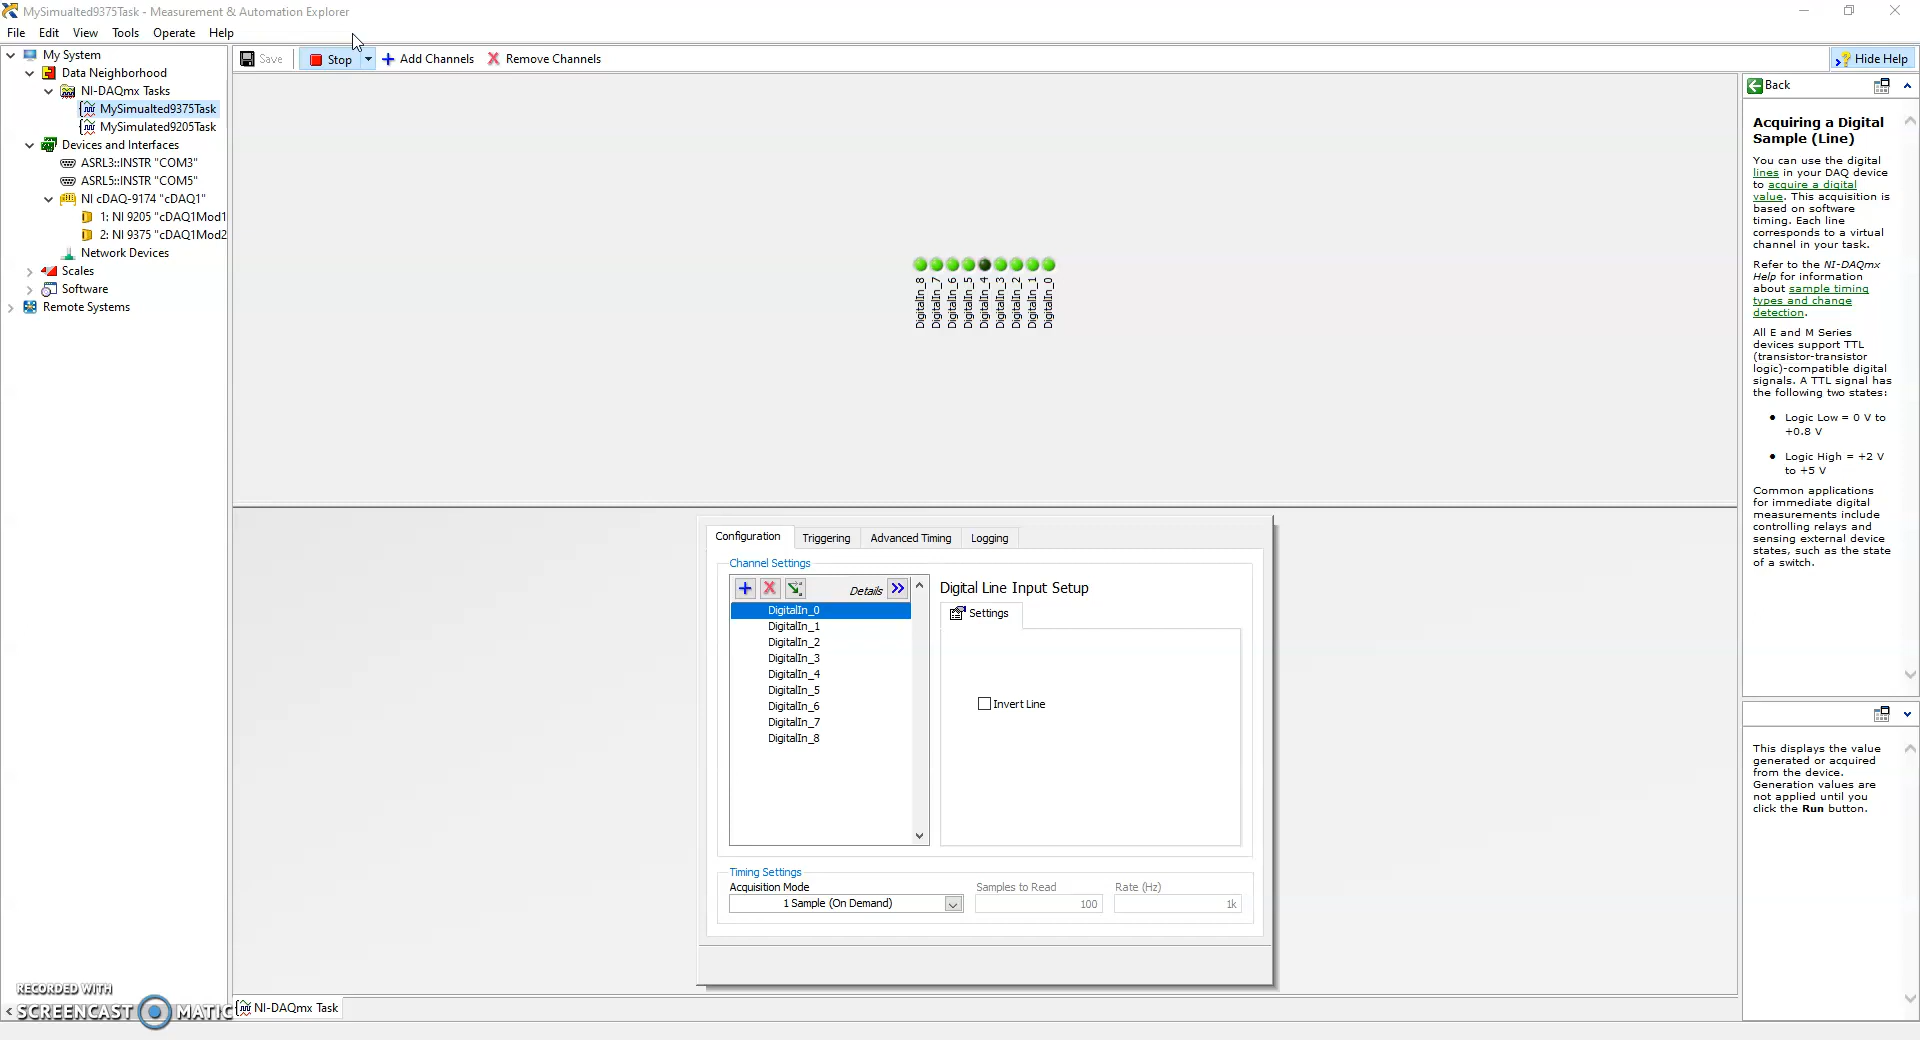 MySimualted9375Task - Measurement & Automation Explorer
File Edit View Tools Operate Help
My System
Data Neighborhood
NI-DAQmx Tasks
MySimualted9375Task
MySimulated9205Task
Devices and Interfaces
ASRL3::INSTR "COM3"
ASRL5::INSTR "COM5"
NI cDAQ-9174 "cDAQ1"
1: NI 9205 "cDAQ1Mod1
2: NI 9375 "cDAQ1Mod2
Network Devices
Scales
Software
Remote Systems
Save Stop Add Channels Remove Channels
Hide Help
DigitalIn_8
DigitalIn_7
DigitalIn_6
DigitalIn_5
DigitalIn_4
DigitalIn_3
DigitalIn_2
DigitalIn_1
DigitalIn_0
Configuration Triggering Advanced Timing Logging
Channel Settings
Details
DigitalIn_0
DigitalIn_1
DigitalIn_2
DigitalIn_3
DigitalIn_4
DigitalIn_5
DigitalIn_6
DigitalIn_7
DigitalIn_8
Digital Line Input Setup
Settings
Invert Line
Timing Settings
Acquisition Mode Samples to Read Rate (Hz)
1 Sample (On Demand) 100 1k
NI-DAQmx Task
Back
Acquiring a Digital
Sample (Line)
You can use the digital
lines in your DAQ device
to acquire a digital
value. This acquisition is
based on software
timing. Each line
corresponds to a virtual
channel in your task.
Refer to the NI-DAQmx
Help for information
about sample timing
types and change
detection.
All E and M Series
devices support TTL
(transistor-transistor
logic)-compatible digital
signals. A TTL signal has
the following two states:
• Logic Low = 0 V to
+0.8 V
• Logic High = +2 V
to +5 V
Common applications
for immediate digital
measurements include
controlling relays and
sensing external device
states, such as the state
of a switch.
This displays the value
generated or acquired
from the device.
Generation values are
not applied until you
click the Run button.
RECORDED WITH
SCREENCAST MATIC